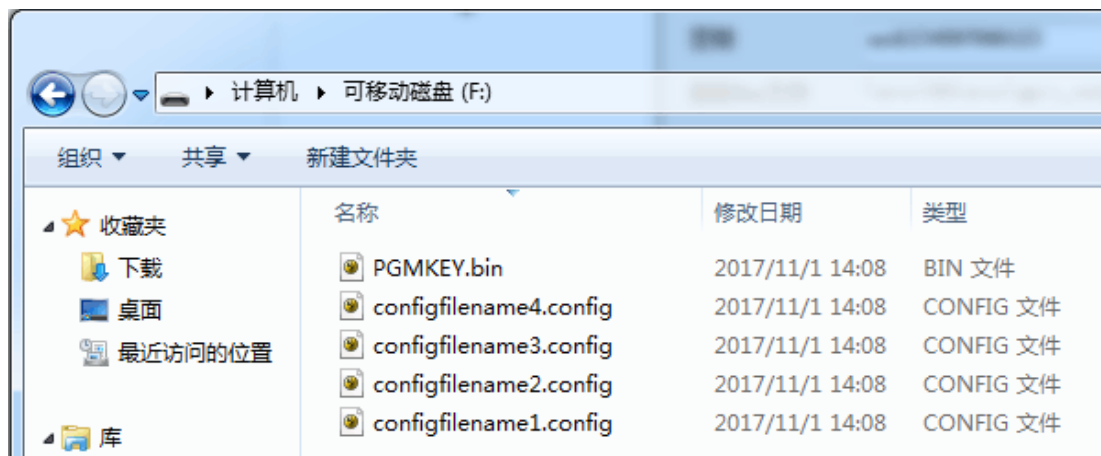 计算机 ▸ 可移动磁盘 (F:)
组织 共享 新建文件夹
收藏夹
下载
桌面
最近访问的位置
库
名称 修改日期 类型
PGMKEY.bin 2017/11/1 14:08 BIN 文件
configfilename4.config 2017/11/1 14:08 CONFIG 文件
configfilename3.config 2017/11/1 14:08 CONFIG 文件
configfilename2.config 2017/11/1 14:08 CONFIG 文件
configfilename1.config 2017/11/1 14:08 CONFIG 文件